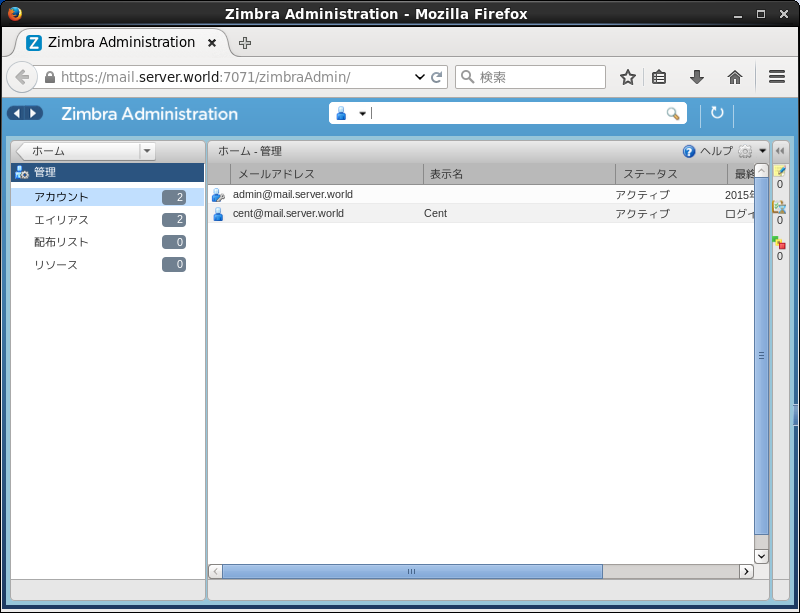 Zimbra Administration - Mozilla Firefox
Zimbra Administration
https://mail.server.world:7071/zimbraAdmin/
検索
Zimbra Administration
ホーム
ホーム - 管理
ヘルプ
管理
メールアドレス 表示名 ステータス 最終
アカウント 2
admin@mail.server.world アクティブ 2015年
エイリアス 2
cent@mail.server.world Cent アクティブ ログイ
配布リスト 0
リソース 0
0
0
0